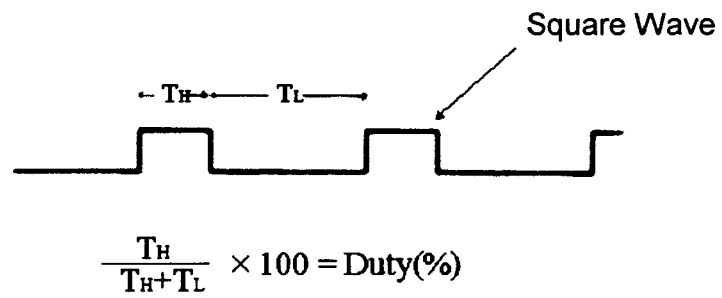 Square Wave
TH TL
TH
TH+TL × 100 = Duty(%)